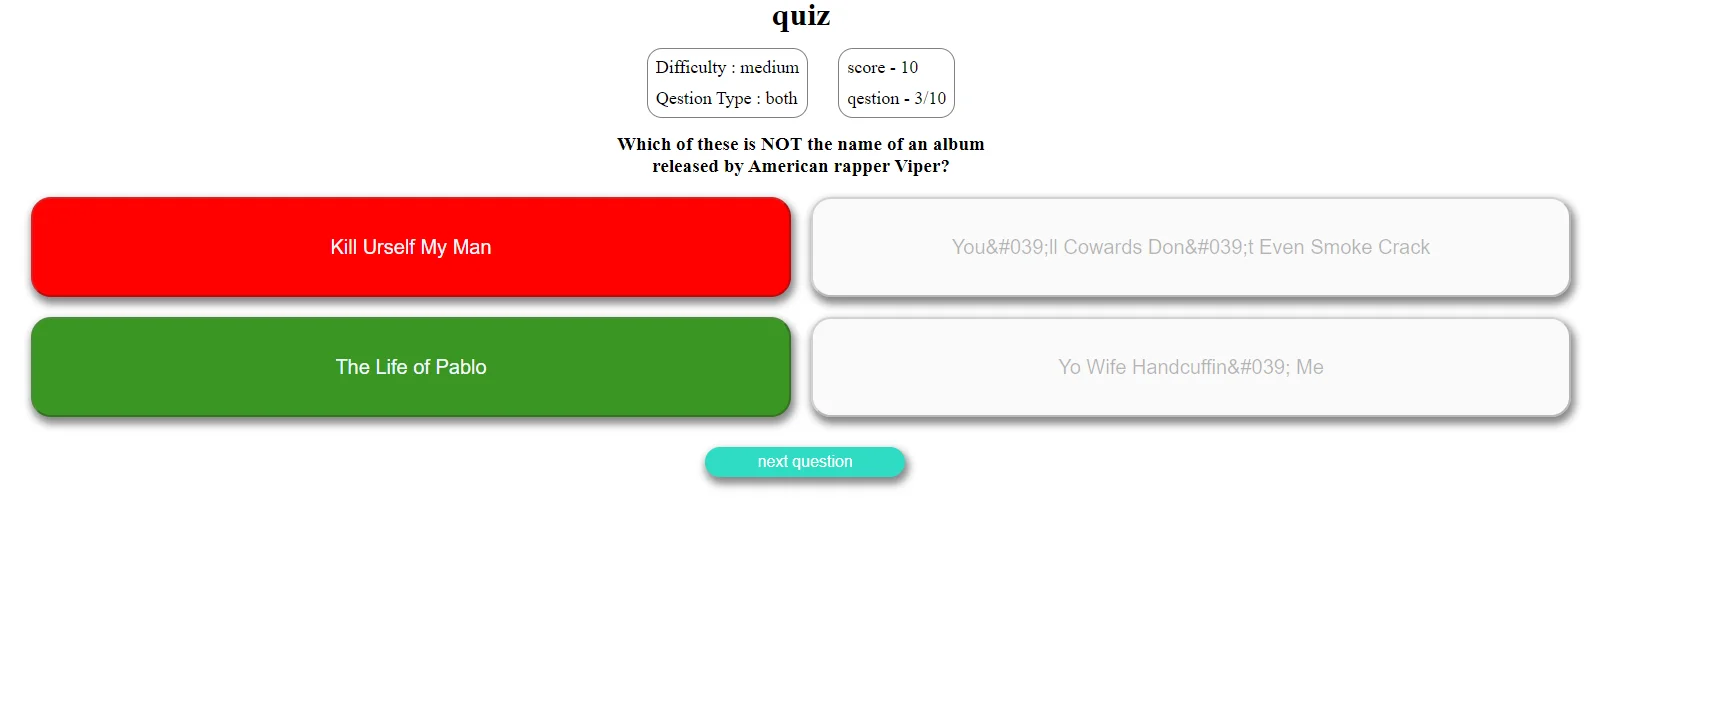 quiz
Difficulty : medium
Qestion Type : both
score - 10
qestion - 3/10
Which of these is NOT the name of an album
released by American rapper Viper?
Kill Urself My Man
You&#039;ll Cowards Don&#039;t Even Smoke Crack
The Life of Pablo
Yo Wife Handcuffin&#039; Me
next question